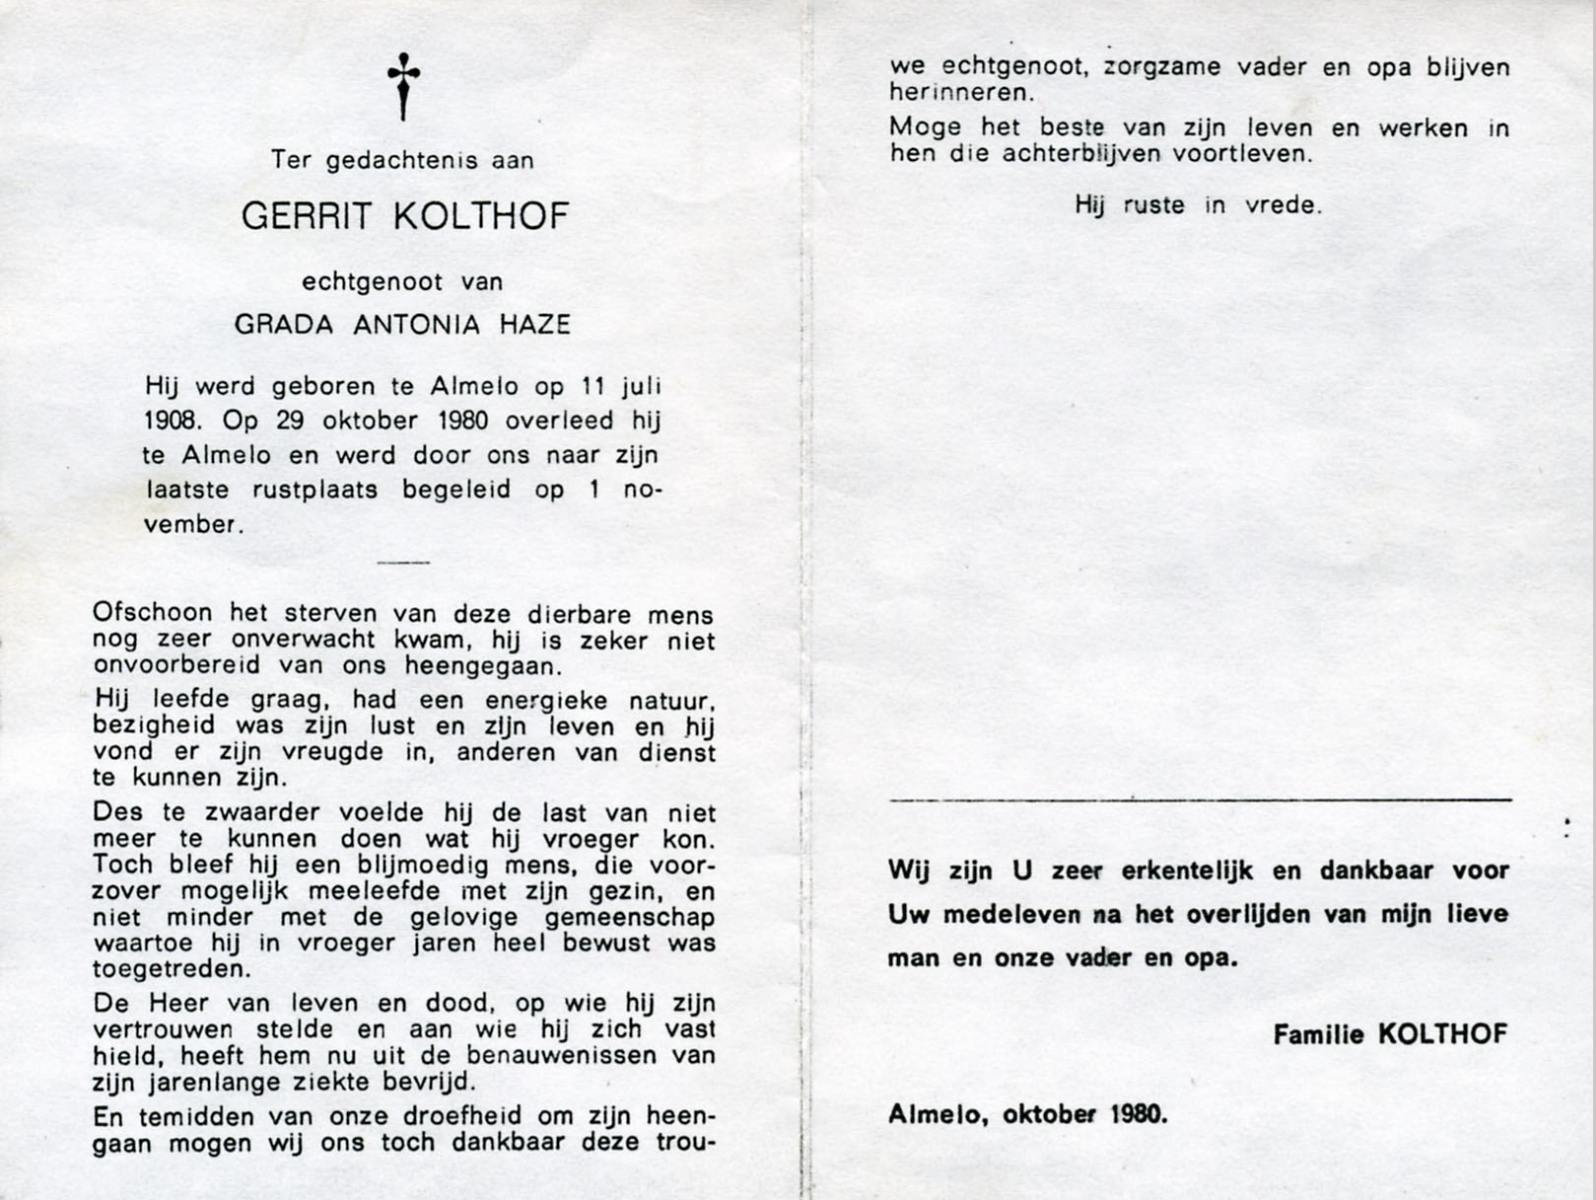 Ter gedachtenis aan
GERRIT KOLTHOF
echtgenoot van
GRADA ANTONIA HAZE
Hij werd geboren te Almelo op 11 juli
1908. Op 29 oktober 1980 overleed hij
te Almelo en werd door ons naar zijn
laatste rustplaats begeleid op 1 no-
vember.
Ofschoon het sterven van deze dierbare mens
nog zeer onverwacht kwam, hij is zeker niet
onvoorbereid van ons heengegaan.
Hij leefde graag, had een energieke natuur,
bezigheid was zijn lust en zijn leven en hij
vond er zijn vreugde in, anderen van dienst
te kunnen zijn.
Des te zwaarder voelde hij de last van niet
meer te kunnen doen wat hij vroeger kon.
Toch bleef hij een blijmoedig mens, die voor-
zover mogelijk meeleefde met zijn gezin, en
niet minder met de gelovige gemeenschap
waartoe hij in vroeger jaren heel bewust was
toegetreden.
De Heer van leven en dood, op wie hij zijn
vertrouwen stelde en aan wie hij zich vast
hield, heeft hem nu uit de benauwenissen van
zijn jarenlange ziekte bevrijd.
En temidden van onze droefheid om zijn heen-
gaan mogen wij ons toch dankbaar deze trou-
we echtgenoot, zorgzame vader en opa blijven
herinneren.
Moge het beste van zijn leven en werken in
hen die achterblijven voortleven.
Hij ruste in vrede.
Wij zijn U zeer erkentelijk en dankbaar voor
Uw medeleven na het overlijden van mijn lieve
man en onze vader en opa.
Familie KOLTHOF
Almelo, oktober 1980.